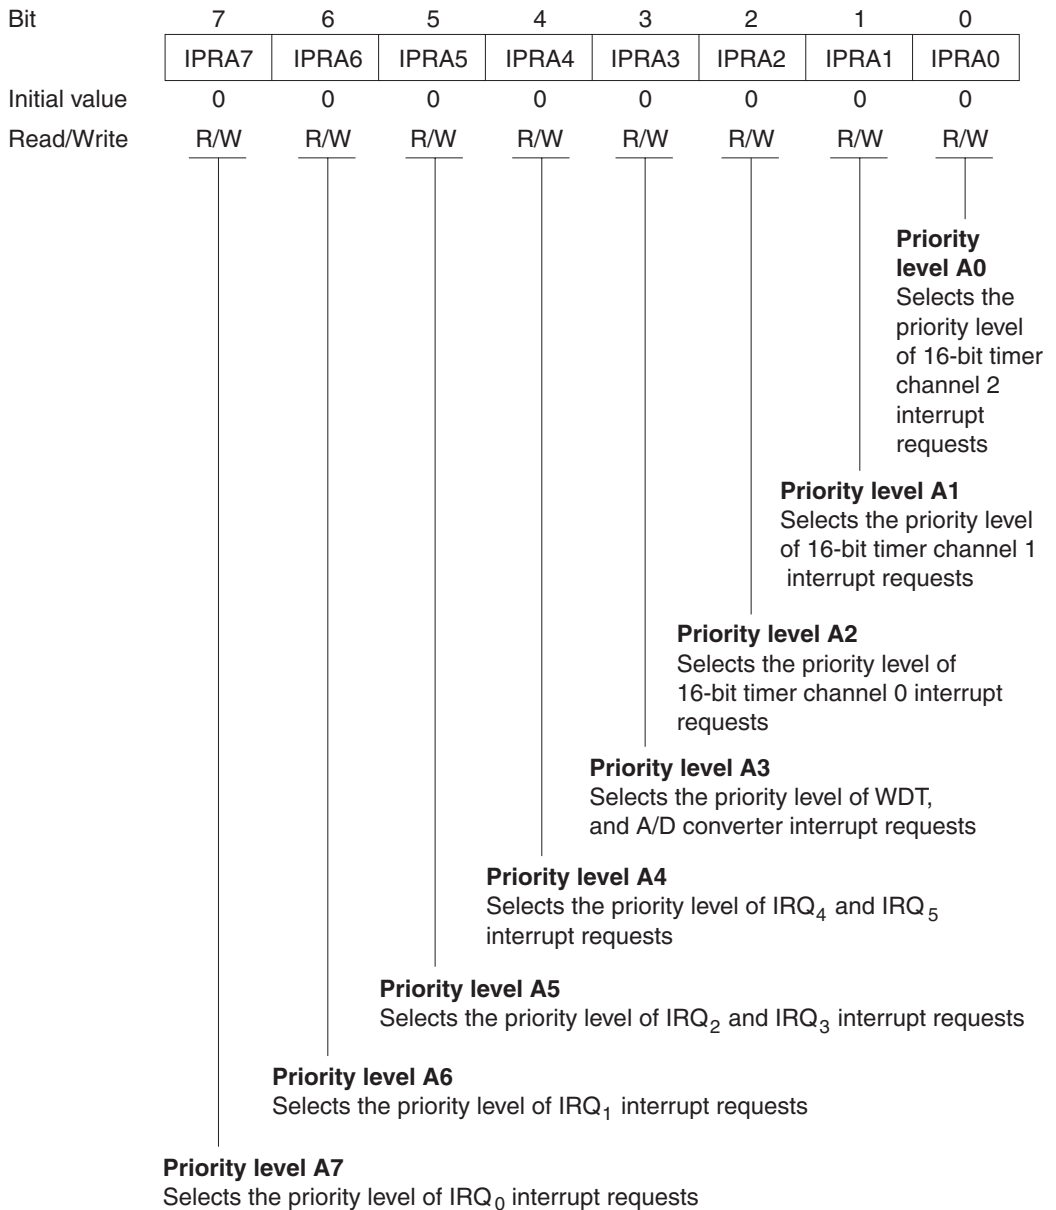 Bit 7 6 5 4 3 2 1 0
IPRA7 IPRA6 IPRA5 IPRA4 IPRA3 IPRA2 IPRA1 IPRA0
Initial value 0 0 0 0 0 0 0 0
Read/Write R/W R/W R/W R/W R/W R/W R/W R/W
Priority
level A0
Selects the
priority level
of 16-bit timer
channel 2
interrupt
requests
Priority level A1
Selects the priority level
of 16-bit timer channel 1
interrupt requests
Priority level A2
Selects the priority level of
16-bit timer channel 0 interrupt
requests
Priority level A3
Selects the priority level of WDT,
and A/D converter interrupt requests
Priority level A4
Selects the priority level of IRQ4 and IRQ5
interrupt requests
Priority level A5
Selects the priority level of IRQ2 and IRQ3 interrupt requests
Priority level A6
Selects the priority level of IRQ1 interrupt requests
Priority level A7
Selects the priority level of IRQ0 interrupt requests